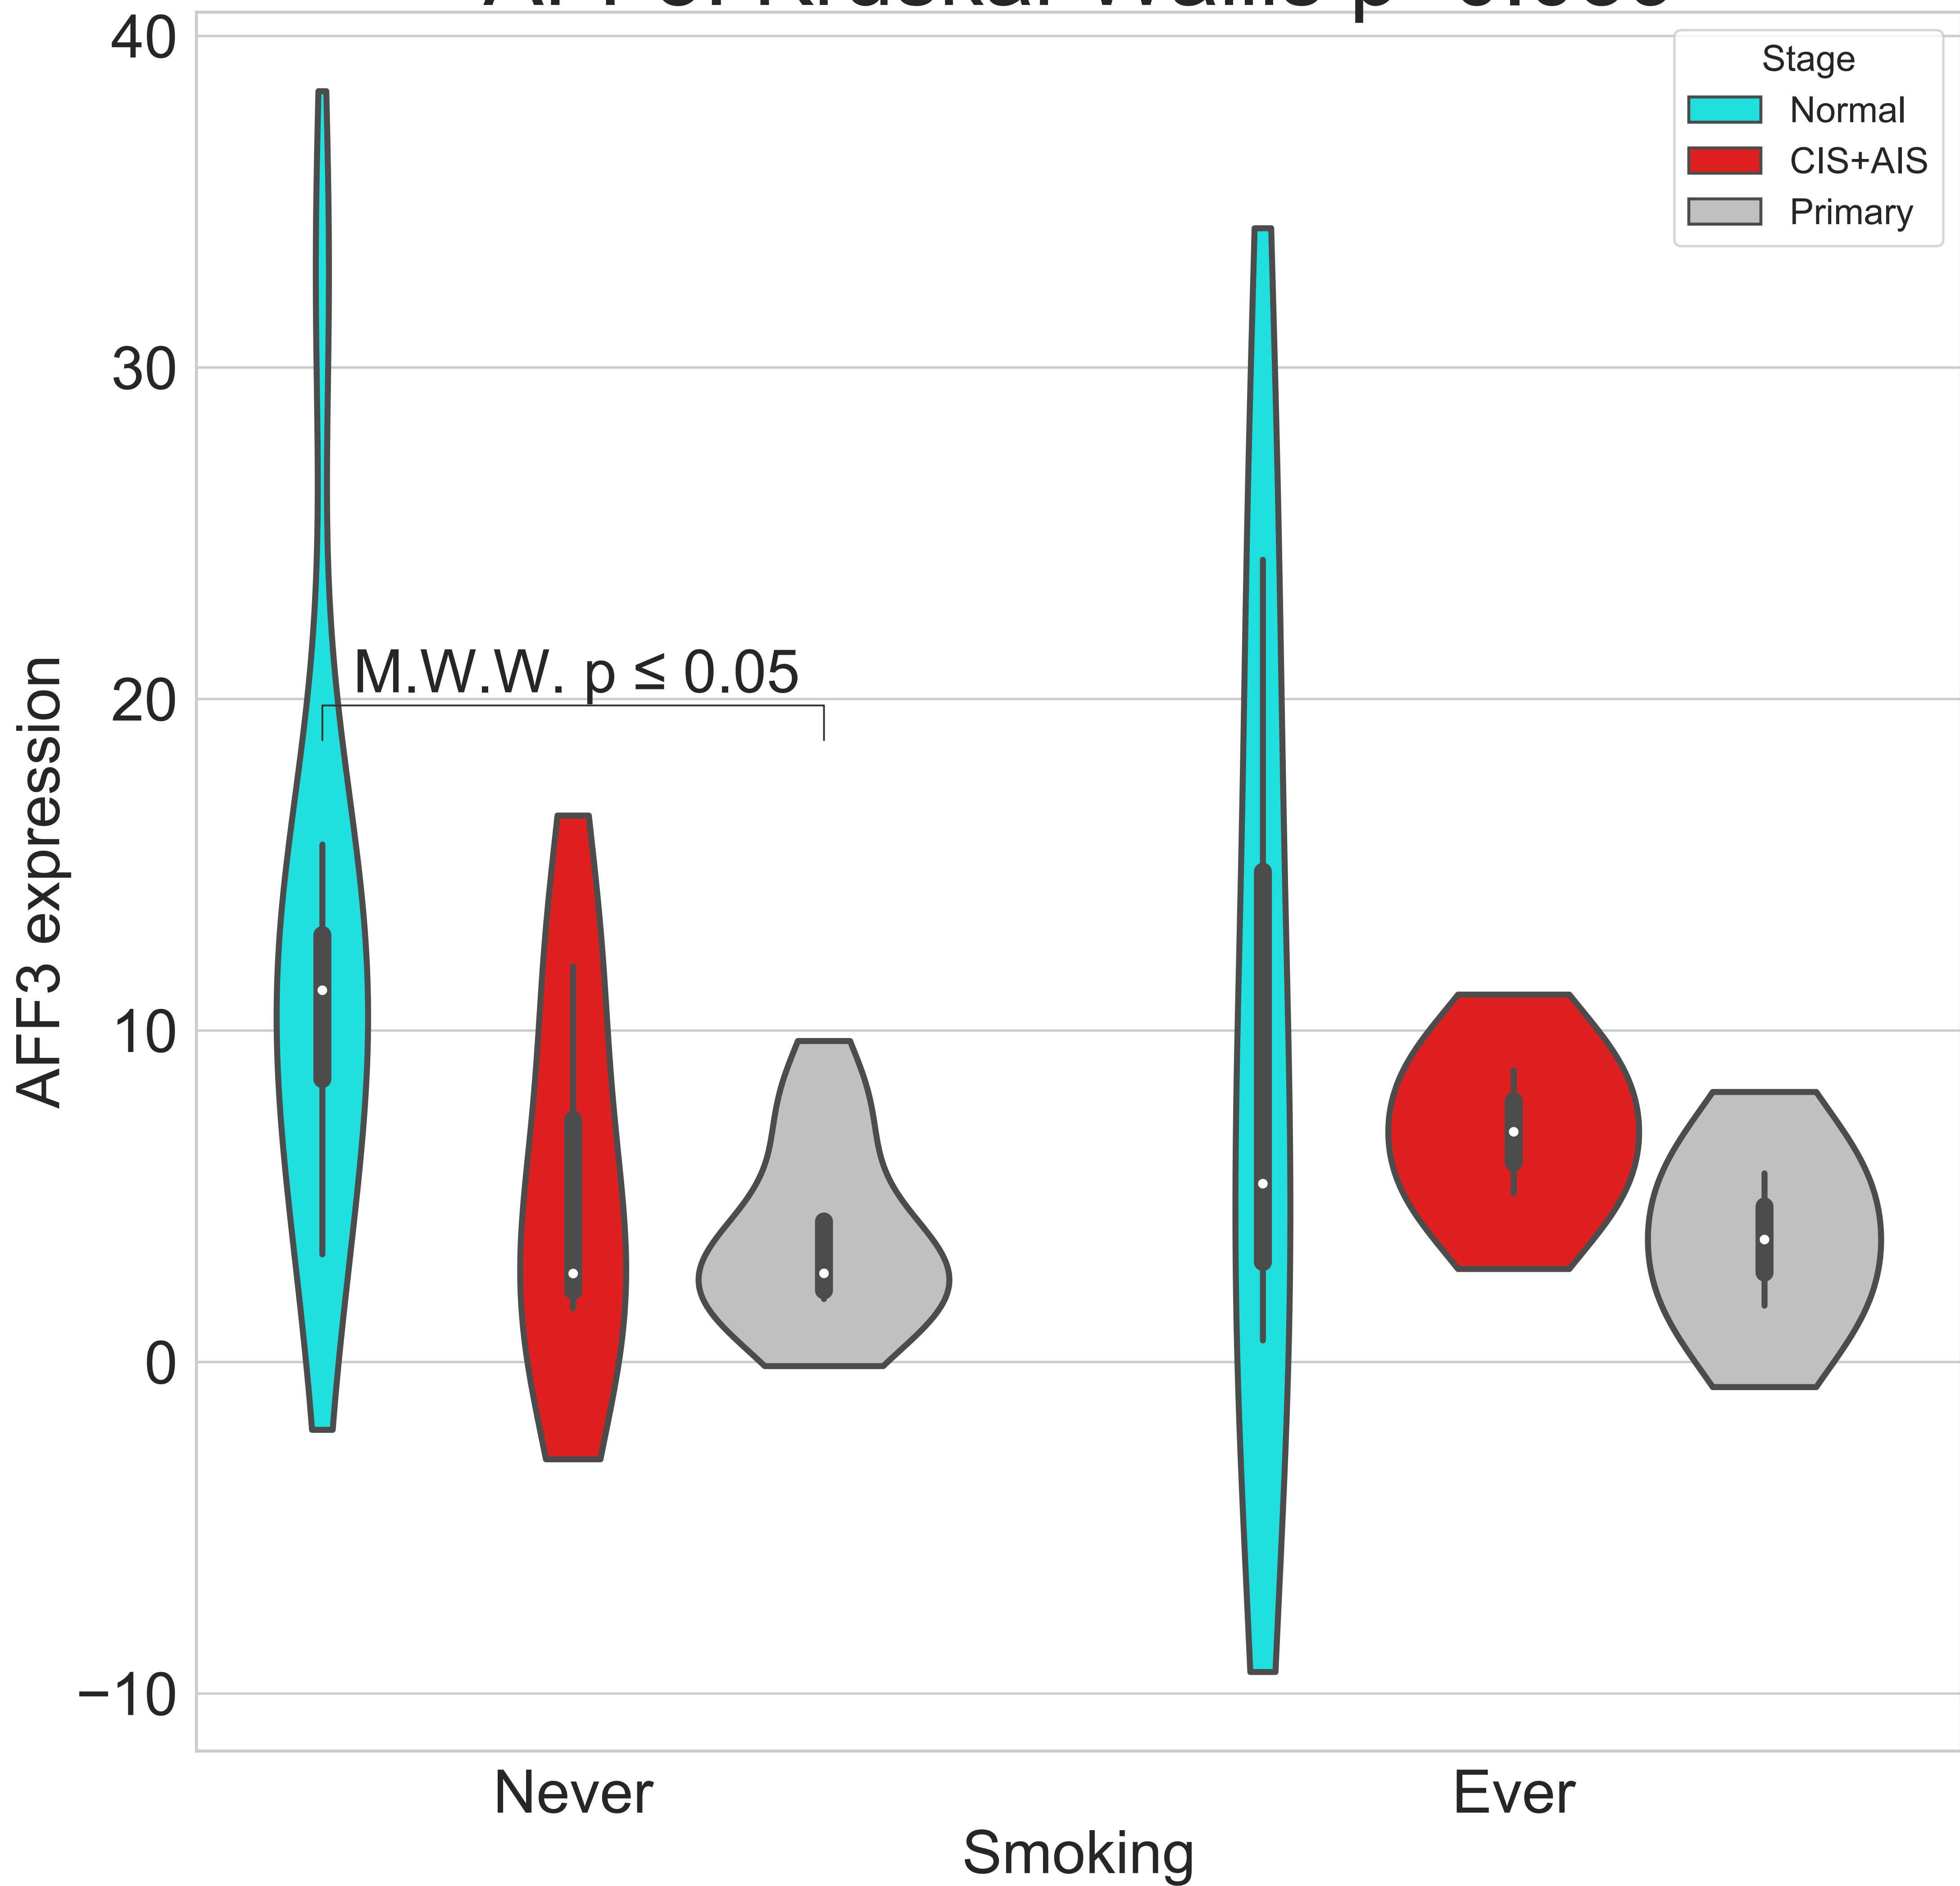 40
30
20
10
0
−10
AFF3 expression
Stage
Normal
CIS+AIS
Primary
M.W.W. p ≤ 0.05
Never
Ever
Smoking